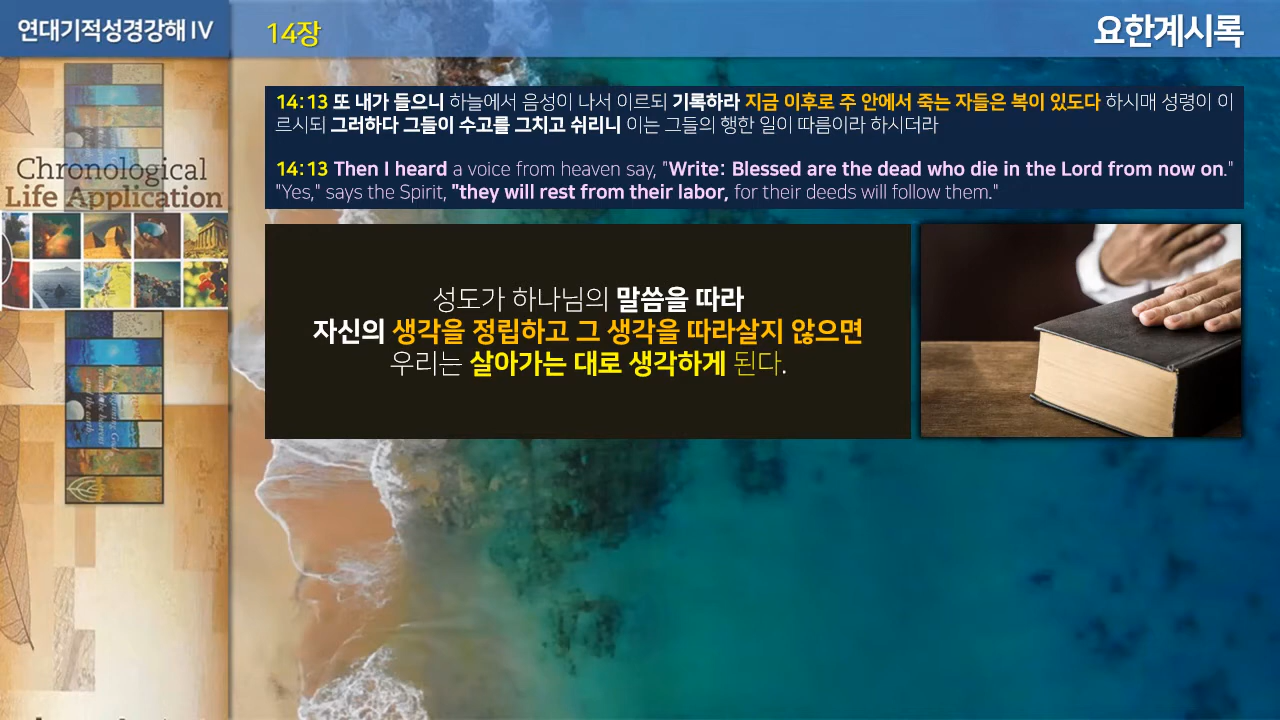 연대기적성경강해 IV
14장
요한계시록
Chronological
Life Application
14:13 또 내가 들으니 하늘에서 음성이 나서 이르되 기록하라 지금 이후로 주 안에서 죽는 자들은 복이 있도다 하시매 성령이 이
르시되 그러하다 그들이 수고를 그치고 쉬리니 이는 그들의 행한 일이 따름이라 하시더라
14:13 Then I heard a voice from heaven say, "Write: Blessed are the dead who die in the Lord from now on."
"Yes," says the Spirit, "they will rest from their labor, for their deeds will follow them."
성도가 하나님의 말씀을 따라
자신의 생각을 정립하고 그 생각을 따라살지 않으면
우리는 살아가는 대로 생각하게 된다.